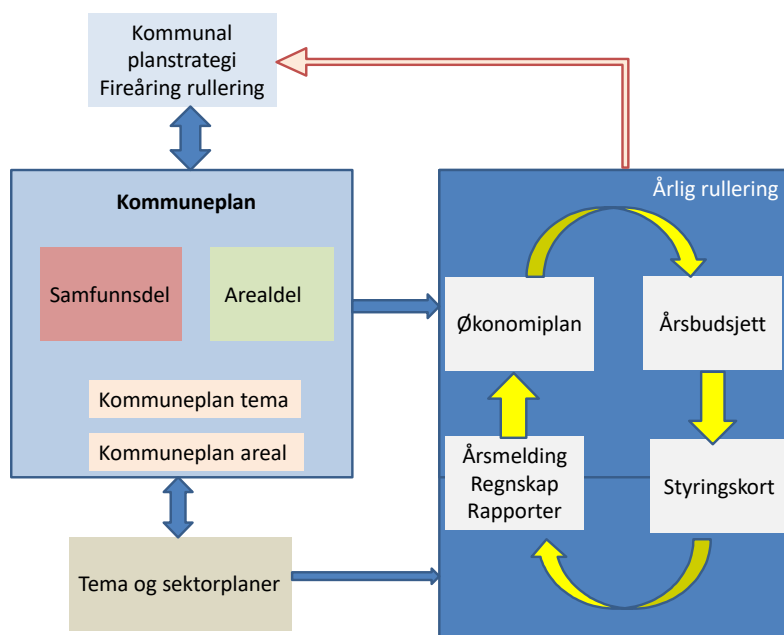 Kommunal
planstrategi
Fireåring rullering
Kommuneplan
Samfunnsdel
Arealdel
Kommuneplan tema
Kommuneplan areal
Tema og sektorplaner
Årlig rullering
Økonomiplan
Årsbudsjett
Årsmelding
Regnskap
Rapporter
Styringskort